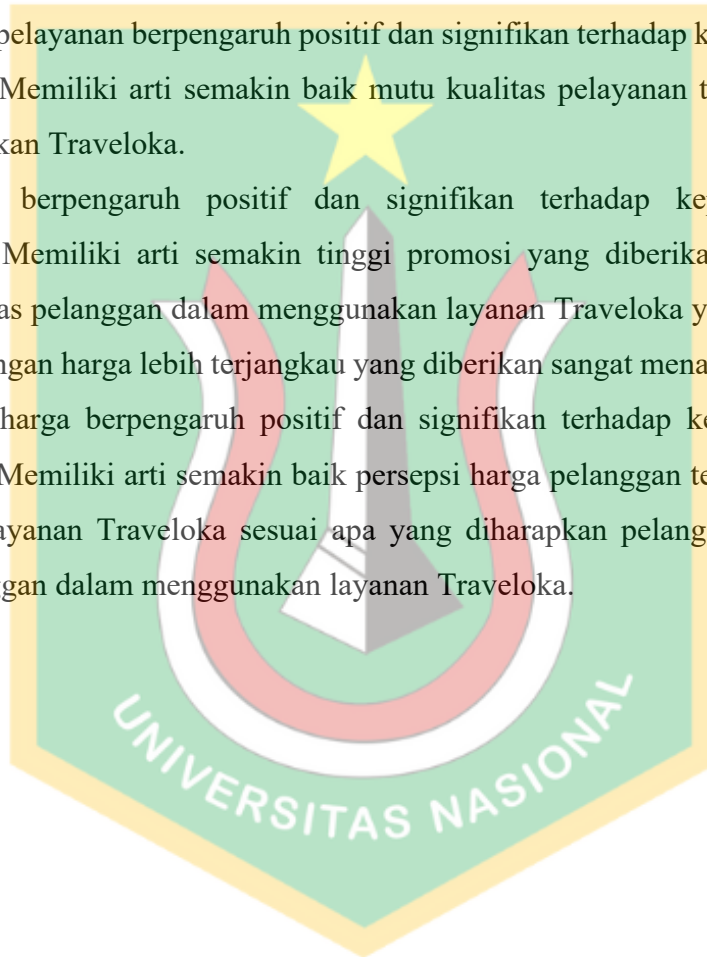 pelayanan berpengaruh positif dan signifikan terhadap k
Memiliki arti semakin baik mutu kualitas pelayanan t
kan Traveloka.
berpengaruh positif dan signifikan terhadap kep
Memiliki arti semakin tinggi promosi yang diberika
as pelanggan dalam menggunakan layanan Traveloka y
ngan harga lebih terjangkau yang diberikan sangat mena
harga berpengaruh positif dan signifikan terhadap ke
Memiliki arti semakin baik persepsi harga pelanggan te
ayanan Traveloka sesuai apa yang diharapkan pelang
ggan dalam menggunakan layanan Traveloka.
UNIVERSITAS NASIONAL